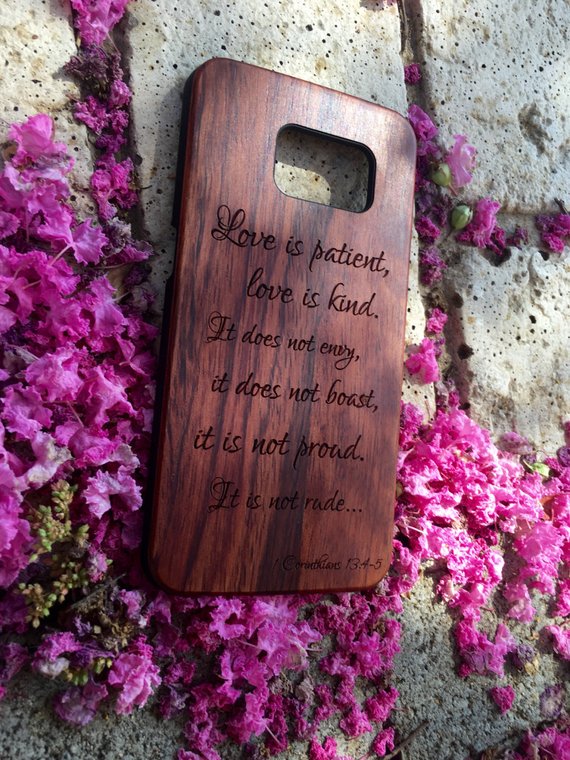 Love is patient,
love is kind.
It does not envy,
it does not boast,
it is not proud.
It is not rude...
1 Corinthians 13:4-5